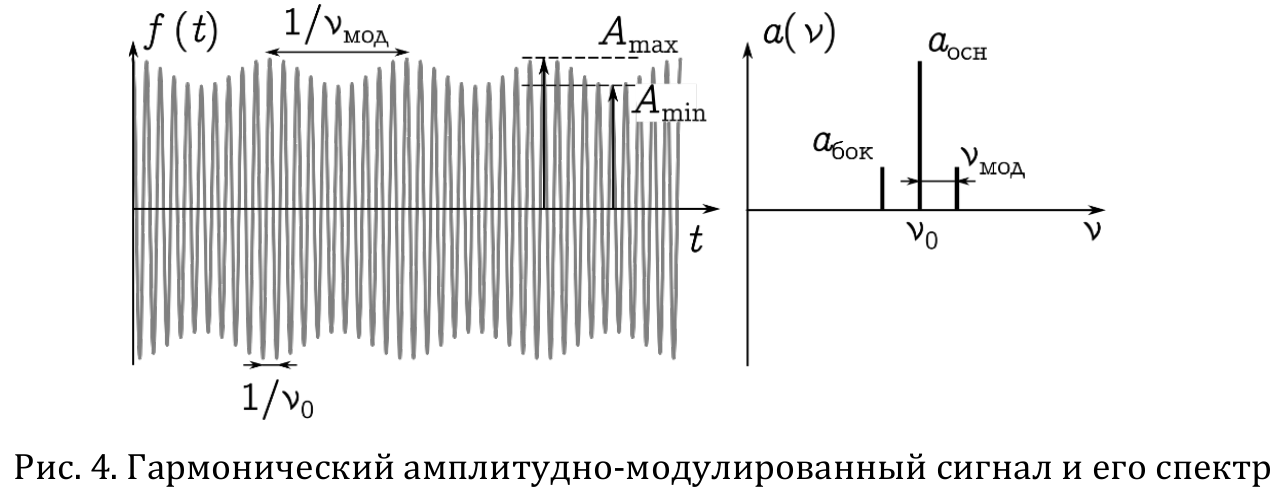 f (t)
1/νмод
Amax
Amin
t
1/ν0
a(ν)
aосн
aбок
νмод
ν0
ν
Рис. 4. Гармонический амплитудно-модулированный сигнал и его спектр